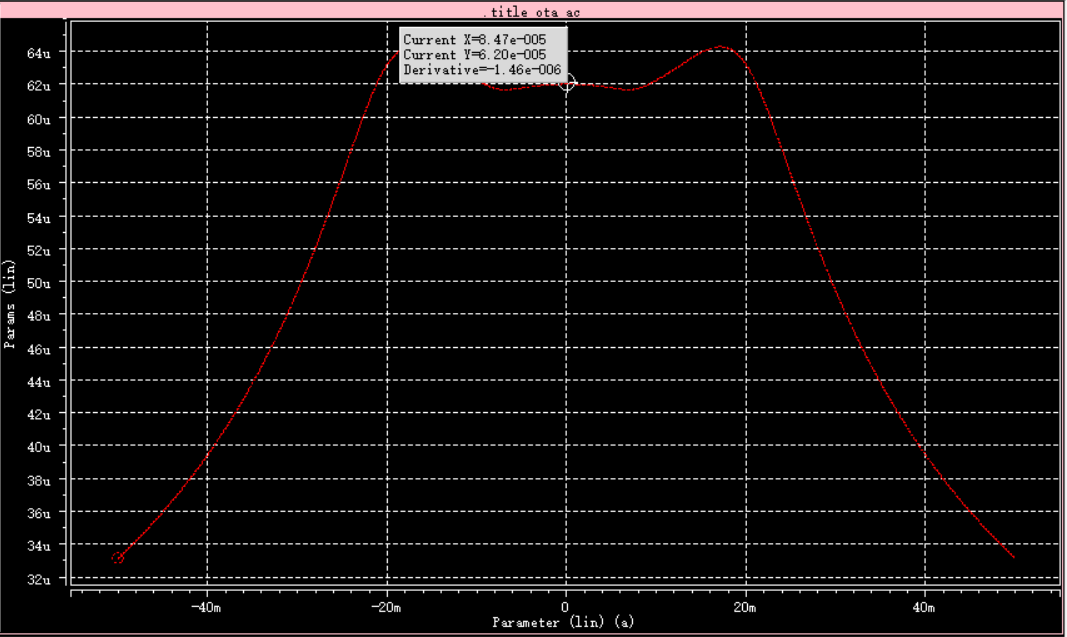 .title ota ac
Current X=8.47e-005
Current Y=6.20e-005
Derivative=-1.46e-006
64u
62u
60u
58u
56u
54u
52u
50u
48u
46u
44u
42u
40u
38u
36u
34u
32u
Params (lin)
-40m
-20m
0
20m
40m
Parameter (lin) (a)